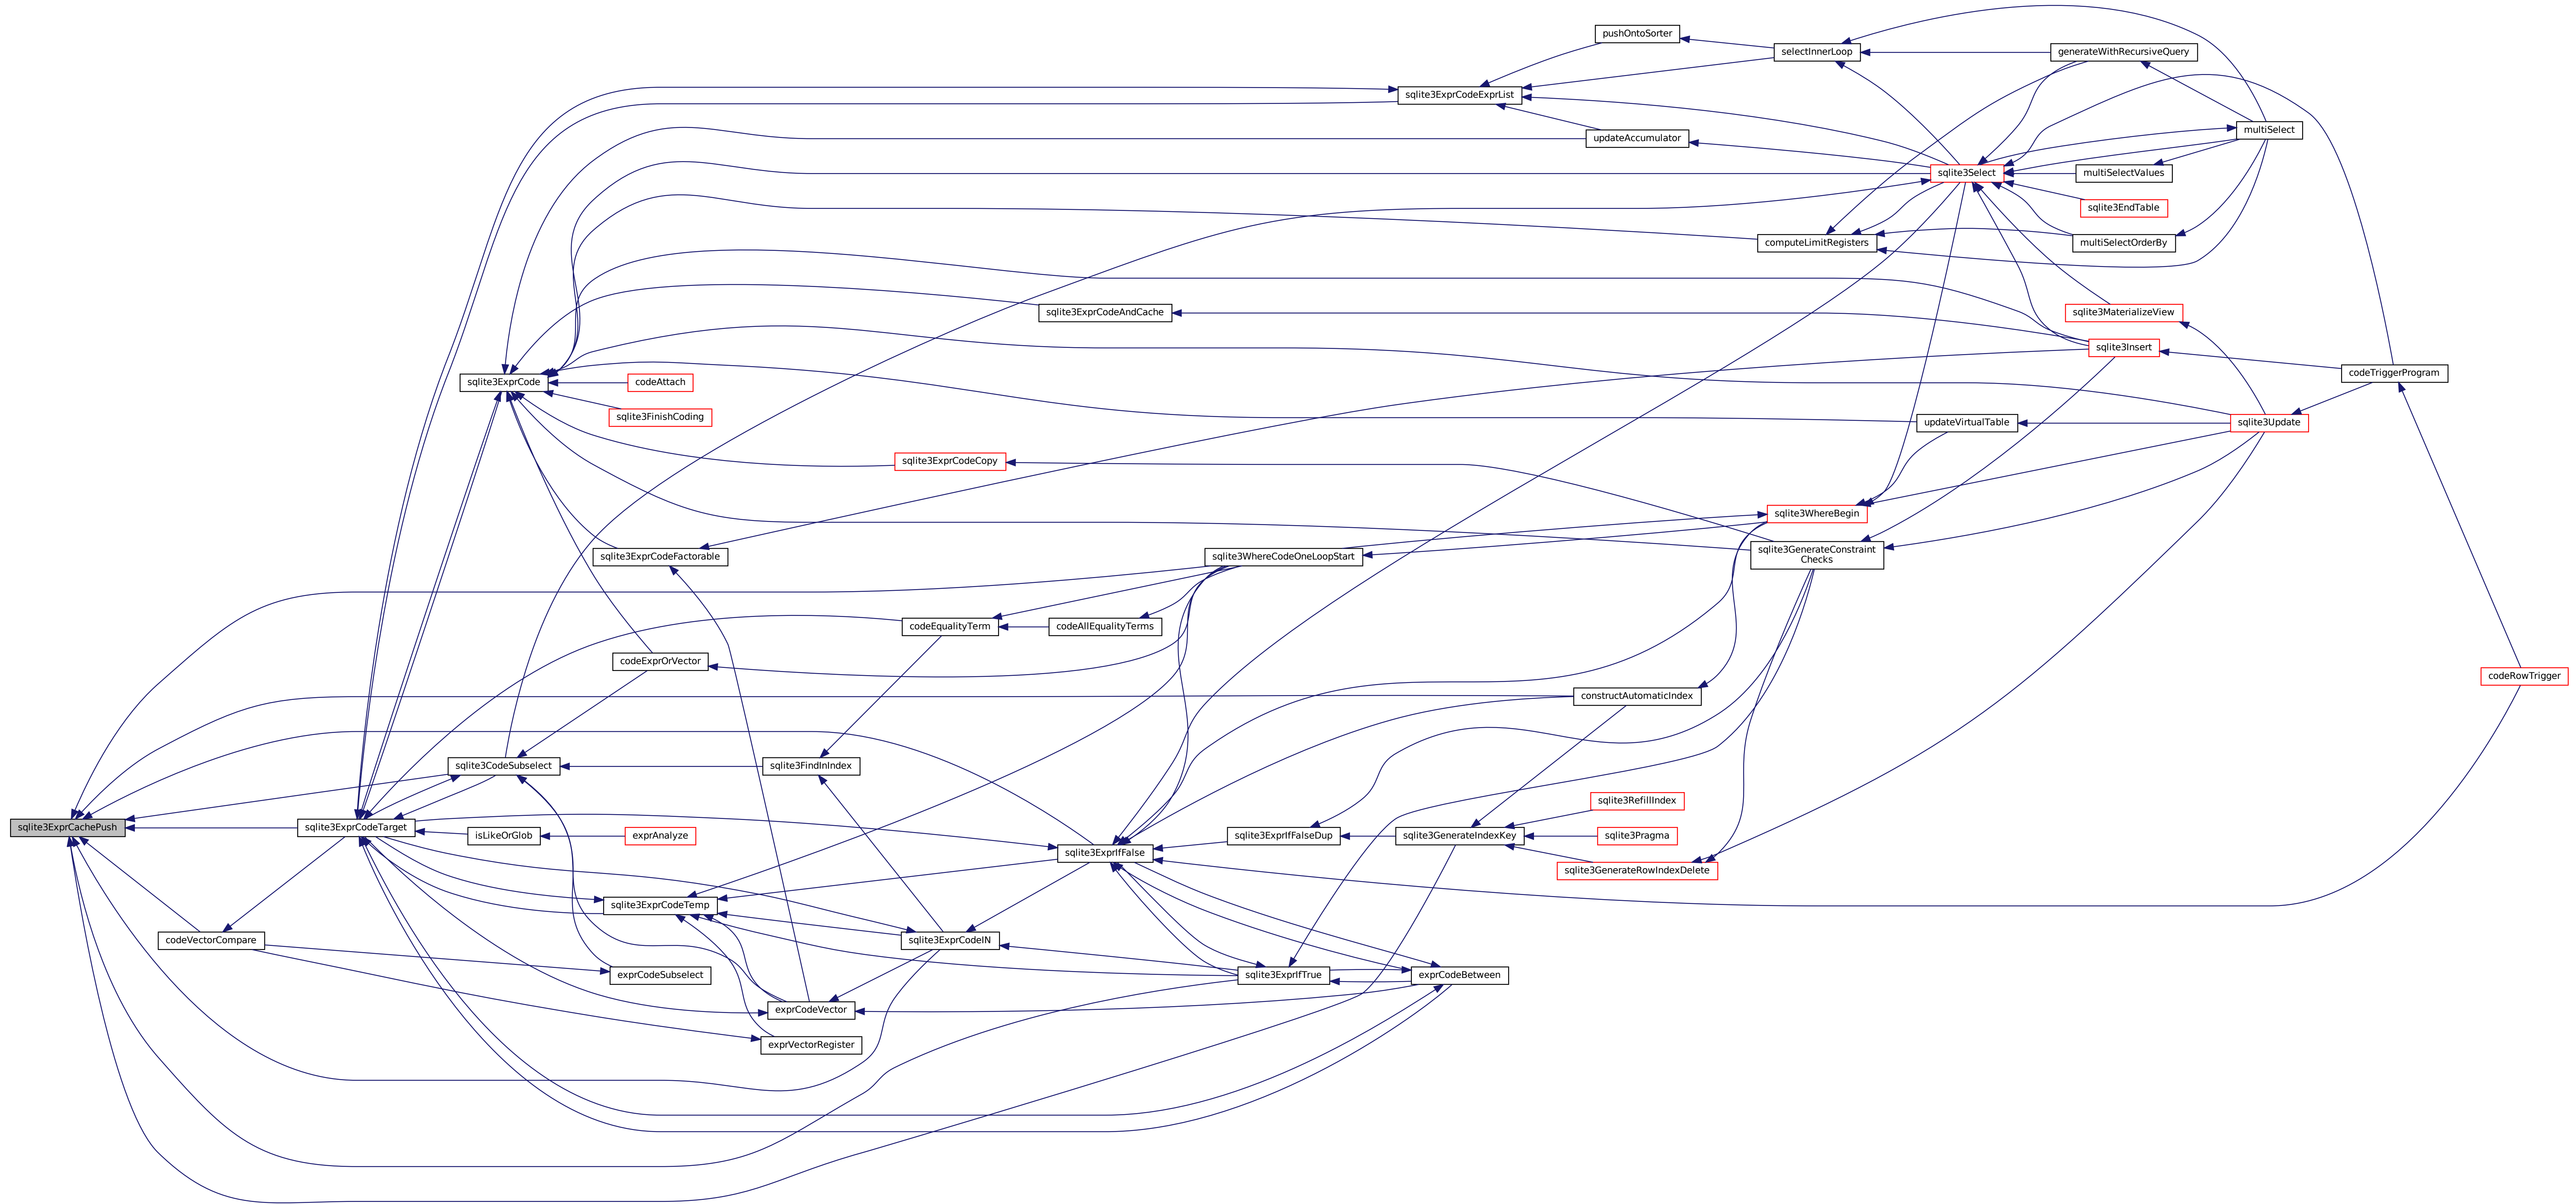 pushOntoSorter
selectInnerLoop
generateWithRecursiveQuery
sqlite3ExprCodeExprList
multiSelect
updateAccumulator
sqlite3Select
multiSelectValues
sqlite3EndTable
computeLimitRegisters
multiSelectOrderBy
sqlite3ExprCodeAndCache
sqlite3MaterializeView
sqlite3Insert
codeTriggerProgram
sqlite3ExprCode
codeAttach
sqlite3FinishCoding
updateVirtualTable
sqlite3Update
sqlite3ExprCodeCopy
sqlite3WhereBegin
sqlite3ExprCodeFactorable
sqlite3WhereCodeOneLoopStart
sqlite3GenerateConstraint
Checks
codeEqualityTerm
codeAllEqualityTerms
codeExprOrVector
codeRowTrigger
constructAutomaticIndex
sqlite3CodeSubselect
sqlite3FindInIndex
sqlite3RefillIndex
sqlite3ExprCachePush
sqlite3ExprCodeTarget
isLikeOrGlob
exprAnalyze
sqlite3ExprIfFalseDup
sqlite3GenerateIndexKey
sqlite3Pragma
sqlite3ExprIfFalse
sqlite3GenerateRowIndexDelete
sqlite3ExprCodeTemp
codeVectorCompare
sqlite3ExprCodeIN
exprCodeSubselect
sqlite3ExprIfTrue
exprCodeBetween
exprCodeVector
exprVectorRegister